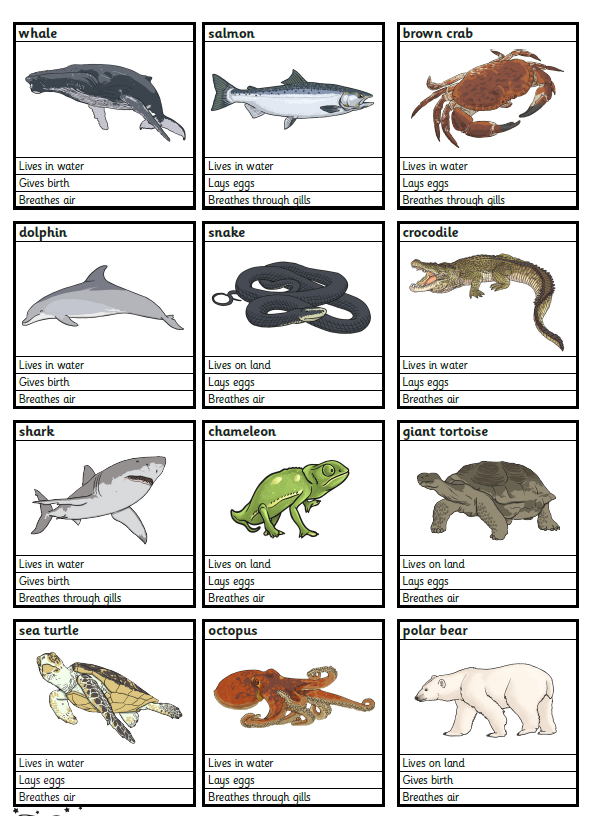 whale
Lives in water
Gives birth
Breathes air
salmon
Lives in water
Lays eggs
Breathes through gills
brown crab
Lives in water
Lays eggs
Breathes through gills
dolphin
Lives in water
Gives birth
Breathes air
snake
Lives on land
Lays eggs
Breathes air
crocodile
Lives in water
Lays eggs
Breathes air
shark
Lives in water
Gives birth
Breathes through gills
chameleon
Lives on land
Lays eggs
Breathes air
giant tortoise
Lives on land
Lays eggs
Breathes air
sea turtle
Lives in water
Lays eggs
Breathes air
octopus
Lives in water
Lays eggs
Breathes through gills
polar bear
Lives on land
Gives birth
Breathes air